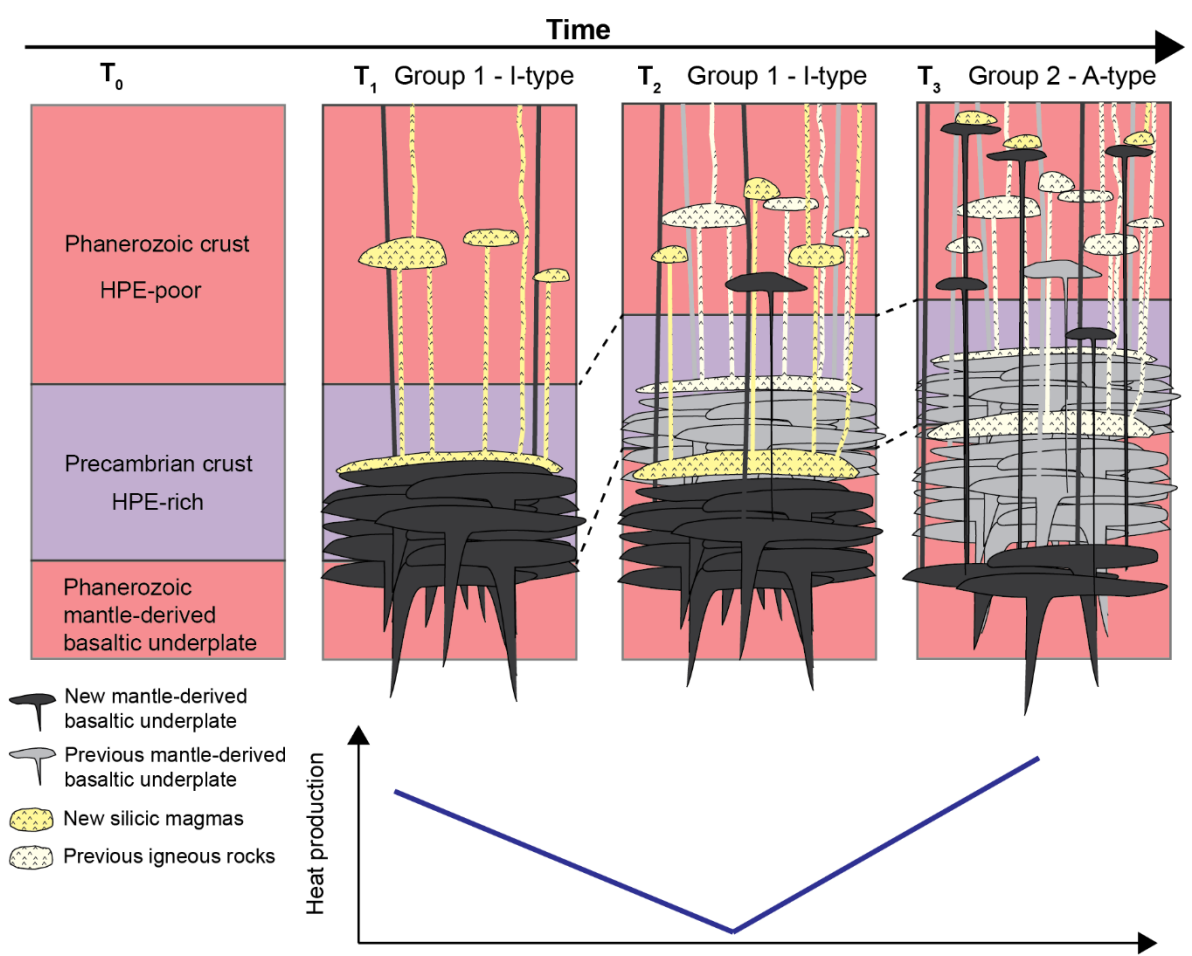 Time
T0
T1 Group 1 - I-type
T2 Group 1 - I-type
T3 Group 2 - A-type
Phanerozoic crust
HPE-poor
Precambrian crust
HPE-rich
Phanerozoic
mantle-derived
basaltic underplate
New mantle-derived
basaltic underplate
Previous mantle-derived
basaltic underplate
New silicic magmas
Previous igneous rocks
Heat production